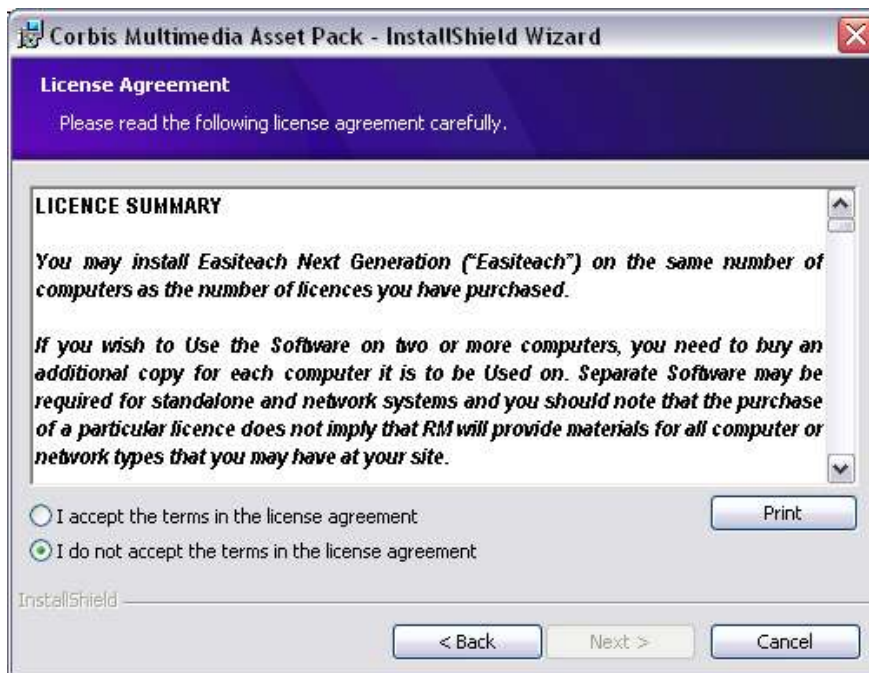 Corbis Multimedia Asset Pack - InstallShield Wizard
License Agreement
Please read the following license agreement carefully.
LICENCE SUMMARY
You may install Easiteach Next Generation ("Easiteach") on the same number of
computers as the number of licences you have purchased.
If you wish to Use the Software on two or more computers, you need to buy an
additional copy for each computer it is to be Used on. Separate Software may be
required for standalone and network systems and you should note that the purchase
of a particular licence does not imply that RM will provide materials for all computer or
network types that you may have at your site.
I accept the terms in the license agreement
Print
I do not accept the terms in the license agreement
InstallShield
< Back
Next >
Cancel